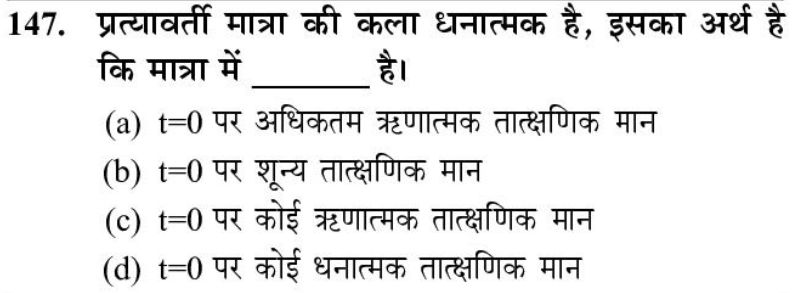 147. प्रत्यावर्ती मात्रा की कला धनात्मक है, इसका अर्थ है
कि मात्रा में ________ है।
(a) t=0 पर अधिकतम ऋणात्मक तात्क्षणिक मान
(b) t=0 पर शून्य तात्क्षणिक मान
(c) t=0 पर कोई ऋणात्मक तात्क्षणिक मान
(d) t=0 पर कोई धनात्मक तात्क्षणिक मान